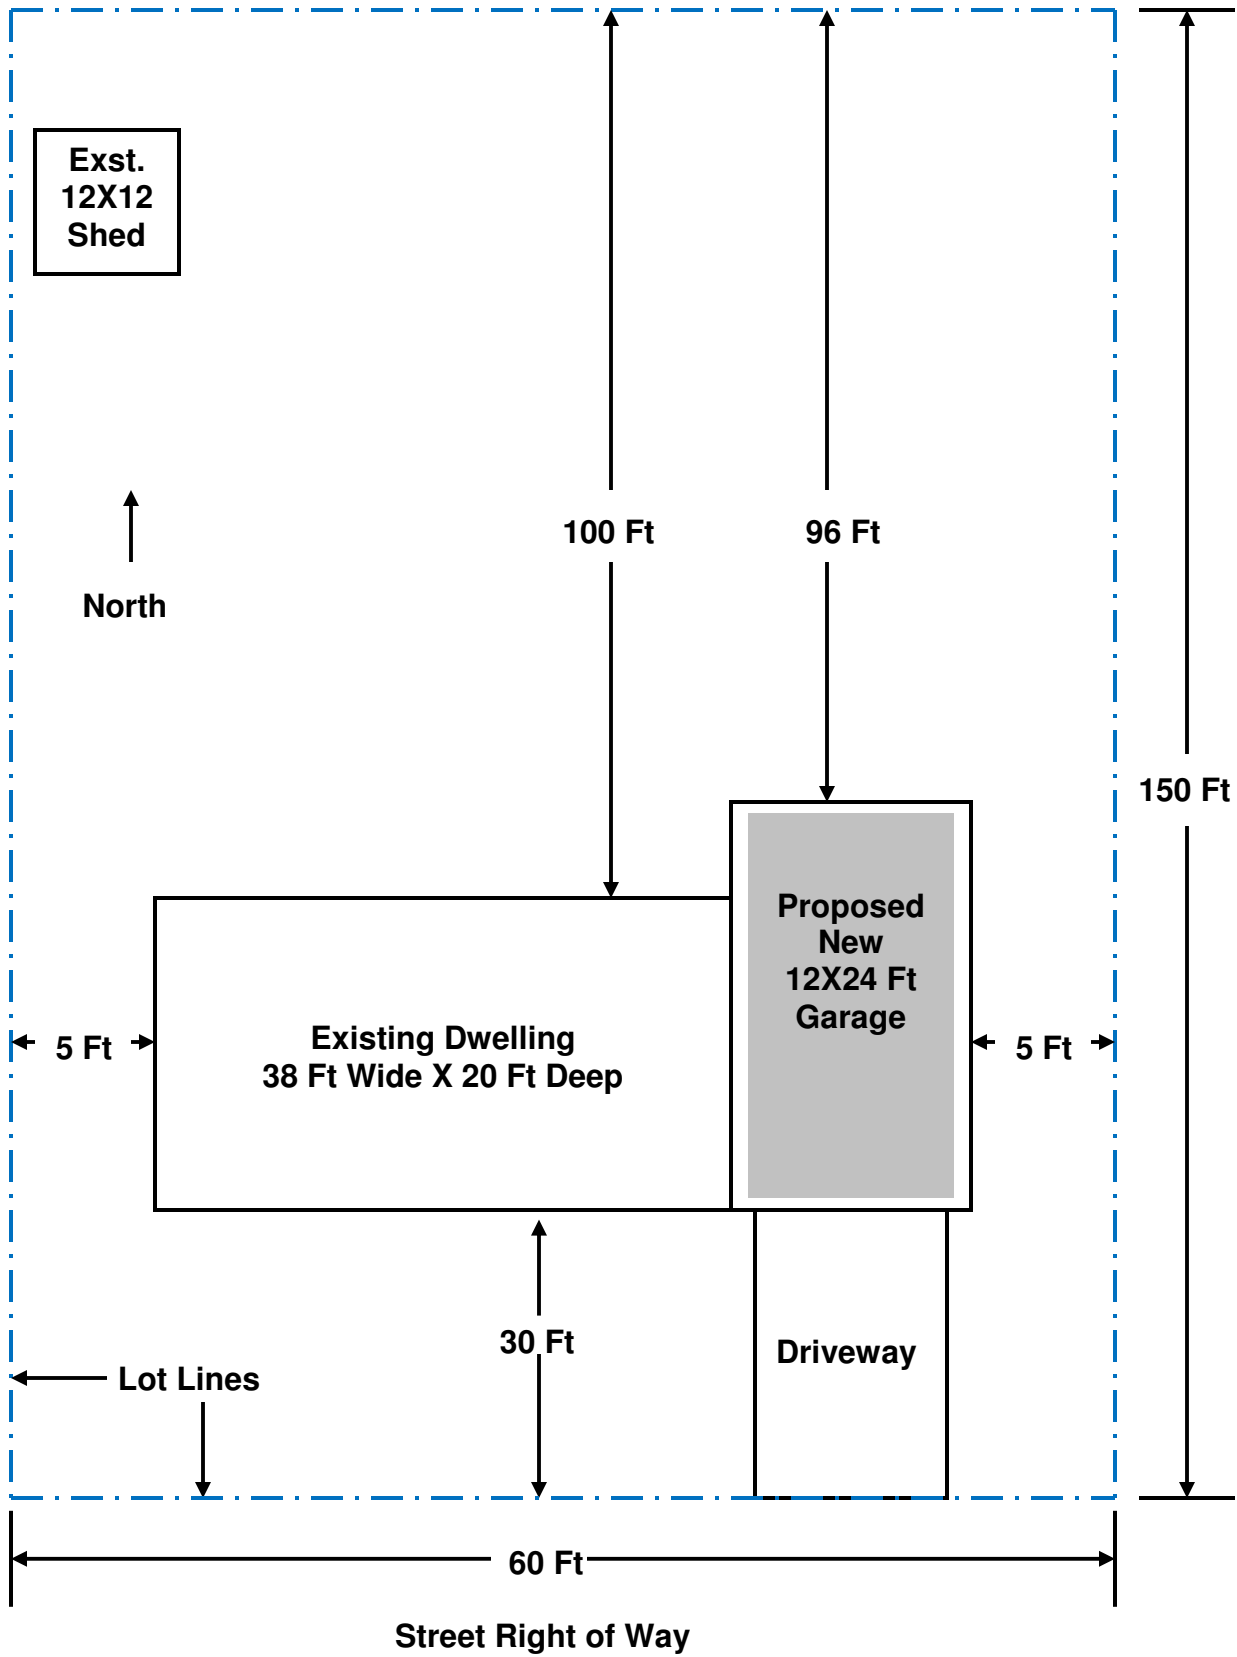 Exst.
12X12
Shed
100 Ft
96 Ft
North
150 Ft
Proposed
New
12X24 Ft
Garage
Existing Dwelling
38 Ft Wide X 20 Ft Deep
5 Ft
5 Ft
30 Ft
Driveway
Lot Lines
60 Ft
Street Right of Way